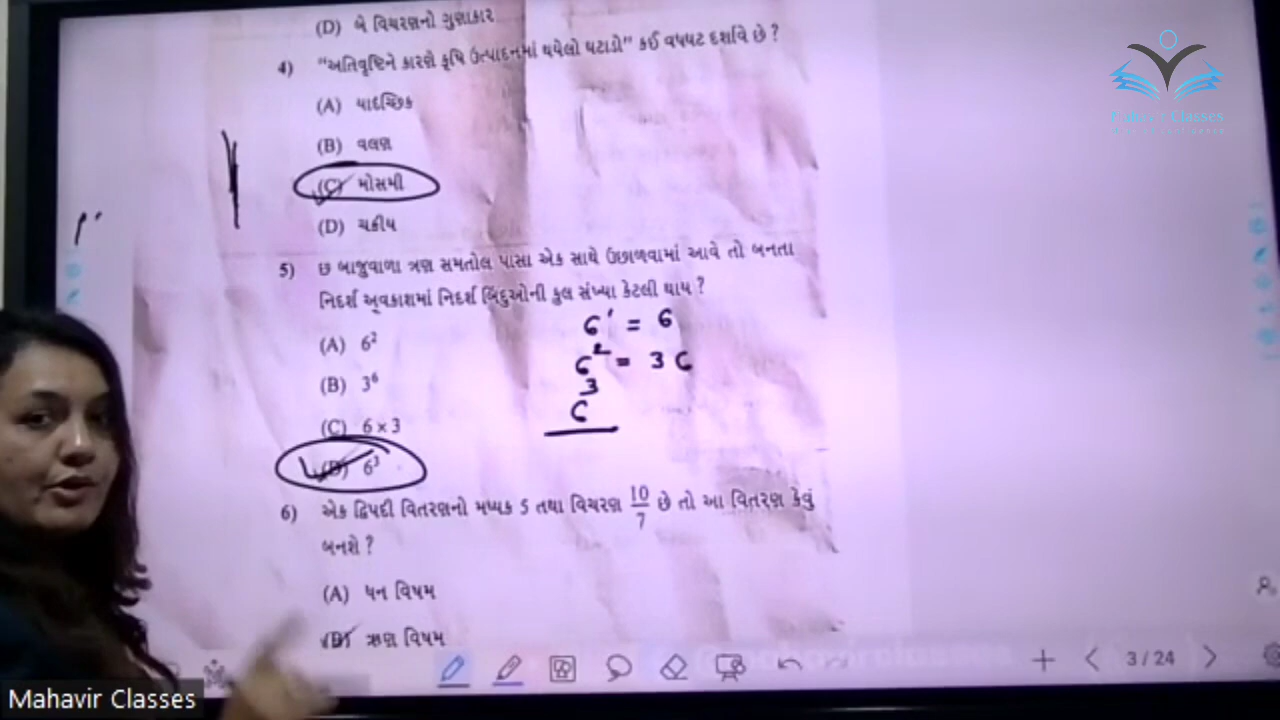 (D) બે વિચરણનો ગુણાકાર
4) “અતિવૃષ્ટિને કારણે કૃષિ ઉત્પાદનમાં થયેલો ઘટાડો” કઈ વધઘટ દર્શાવે છે ?
(A) યાદચ્છિક
(B) વલણ
(C) મોસમી
(D) ચક્રીય
5) છ બાજુવાળા ત્રણ સમતોલ પાસા એક સાથે ઉછાળવામાં આવે તો બનતા
નિદર્શ અવકાશમાં નિદર્શ બિંદુઓની કુલ સંખ્યા કેટલી થાય ?
6¹ = 6
(A) 6²
6² = 36
(B) 3⁶
6³
(C) 6 × 3
(D) 6³
6) એક દ્વિપદી વિતરણનો મધ્યક 5 તથા વિચરણ 10/7 છે તો આ વિતરણ કેવું
બનશે ?
(A) ધન વિષમ
(B) ઋણ વિષમ
3 / 24
Mahavir Classes
Mahavir Classes